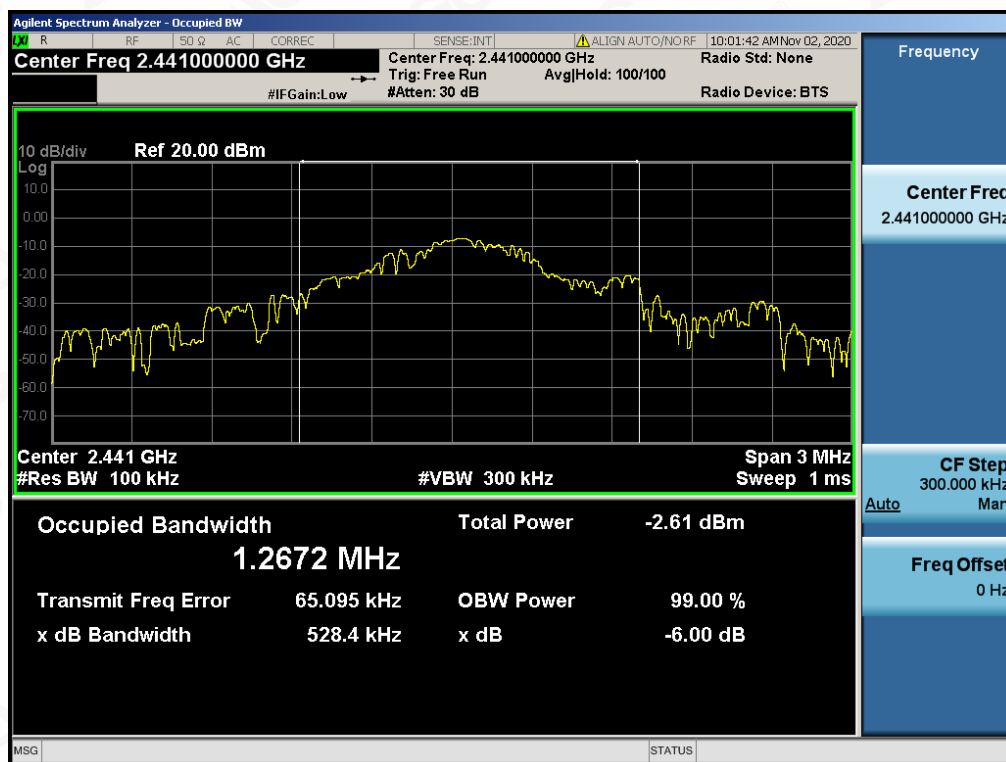 Agilent Spectrum Analyzer - Occupied BW
LXI R RF 50 Ω AC CORREC SENSE:INT ALIGN AUTO/NO RF 10:01:42 AM Nov 02, 2020
Center Freq 2.441000000 GHz
Center Freq: 2.441000000 GHz Radio Std: None
Trig: Free Run Avg|Hold: 100/100
#IFGain:Low #Atten: 30 dB Radio Device: BTS
10 dB/div Ref 20.00 dBm
Log
10.0
0.00
-10.0
-20.0
-30.0
-40.0
-50.0
-60.0
-70.0
Center 2.441 GHz Span 3 MHz
#Res BW 100 kHz #VBW 300 kHz Sweep 1 ms
Occupied Bandwidth Total Power -2.61 dBm
1.2672 MHz
Transmit Freq Error 65.095 kHz OBW Power 99.00 %
x dB Bandwidth 528.4 kHz x dB -6.00 dB
MSG STATUS
Frequency
Center Freq
2.441000000 GHz
CF Step
300.000 kHz
Auto Man
Freq Offset
0 Hz